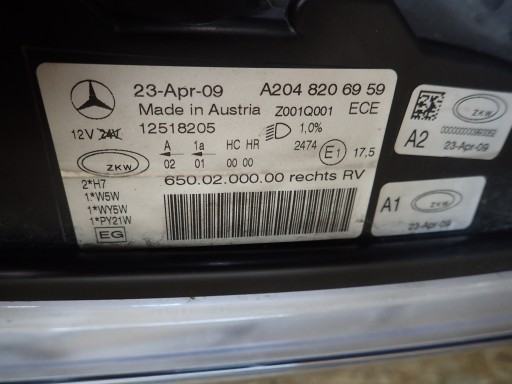 23-Apr-09 A204 820 69 59
Made in Austria Z001Q001 ECE
12V 24V 12518205 1,0%
A 1a HC HR 2474 E1 17,5
ZKW 02 01 00 00
650.02.000.00 rechts RV
2*H7
1*W5W
1*WY5W
1*PY21W
EG
ZKW
A2
23-Apr-09
A1 ZKW
23-Apr-09